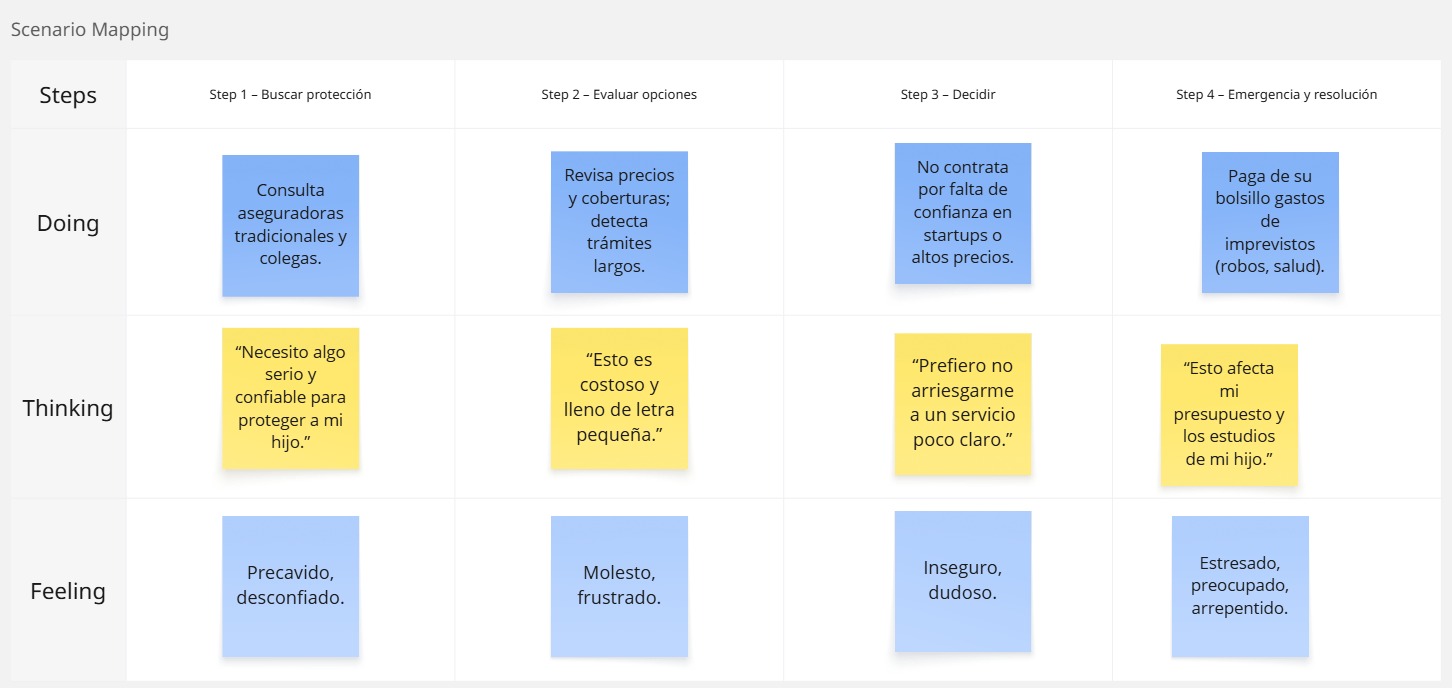 Scenario Mapping
Steps
Step 1 – Buscar protección
Step 2 – Evaluar opciones
Step 3 – Decidir
Step 4 – Emergencia y resolución
Doing
Consulta
aseguradoras
tradicionales y
colegas.
Revisa precios
y coberturas;
detecta
trámites
largos.
No contrata
por falta de
confianza en
startups o
altos precios.
Paga de su
bolsillo gastos
de
imprevistos
(robos, salud).
Thinking
“Necesito algo
serio y
confiable para
proteger a mi
hijo.”
“Esto es
costoso y
lleno de letra
pequeña.”
“Prefiero no
arriesgarme
a un servicio
poco claro.”
“Esto afecta
mi
presupuesto y
los estudios
de mi hijo.”
Feeling
Precavido,
desconfiado.
Molesto,
frustrado.
Inseguro,
dudoso.
Estresado,
preocupado,
arrepentido.